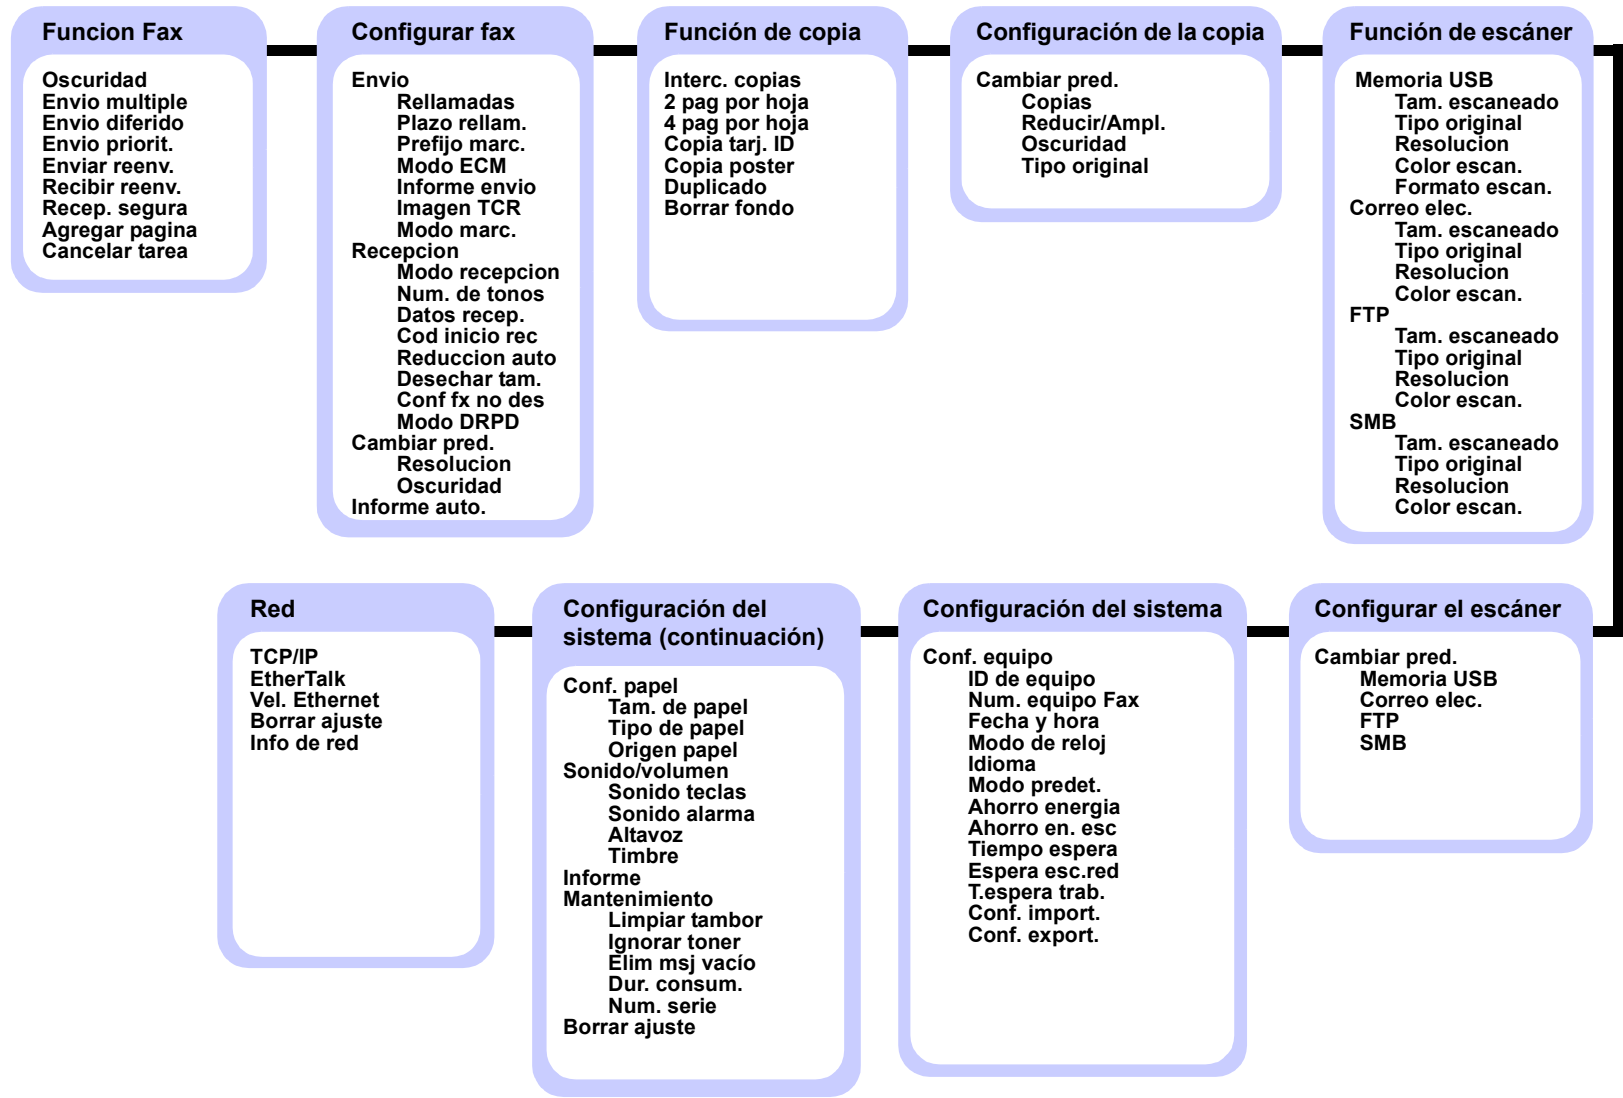 Funcion Fax
Oscuridad
Envio multiple
Envio diferido
Envio priorit.
Enviar reenv.
Recibir reenv.
Recep. segura
Agregar pagina
Cancelar tarea
Configurar fax
Envio
Rellamadas
Plazo rellam.
Prefijo marc.
Modo ECM
Informe envio
Imagen TCR
Modo marc.
Recepcion
Modo recepcion
Num. de tonos
Datos recep.
Cod inicio rec
Reduccion auto
Desechar tam.
Conf fx no des
Modo DRPD
Cambiar pred.
Resolucion
Oscuridad
Informe auto.
Función de copia
Interc. copias
2 pag por hoja
4 pag por hoja
Copia tarj. ID
Copia poster
Duplicado
Borrar fondo
Configuración de la copia
Cambiar pred.
Copias
Reducir/Ampl.
Oscuridad
Tipo original
Función de escáner
Memoria USB
Tam. escaneado
Tipo original
Resolucion
Color escan.
Formato escan.
Correo elec.
Tam. escaneado
Tipo original
Resolucion
Color escan.
FTP
Tam. escaneado
Tipo original
Resolucion
Color escan.
SMB
Tam. escaneado
Tipo original
Resolucion
Color escan.
Red
TCP/IP
EtherTalk
Vel. Ethernet
Borrar ajuste
Info de red
Configuración del
sistema (continuación)
Conf. papel
Tam. de papel
Tipo de papel
Origen papel
Sonido/volumen
Sonido teclas
Sonido alarma
Altavoz
Timbre
Informe
Mantenimiento
Limpiar tambor
Ignorar toner
Elim msj vacío
Dur. consum.
Num. serie
Borrar ajuste
Configuración del sistema
Conf. equipo
ID de equipo
Num. equipo Fax
Fecha y hora
Modo de reloj
Idioma
Modo predet.
Ahorro energia
Ahorro en. esc
Tiempo espera
Espera esc.red
T.espera trab.
Conf. import.
Conf. export.
Configurar el escáner
Cambiar pred.
Memoria USB
Correo elec.
FTP
SMB